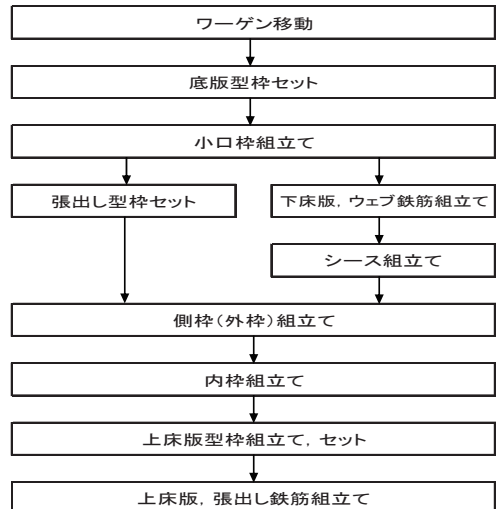 ワーゲン移動
底版型枠セット
小口枠組立て
張出し型枠セット
下床版，ウェブ鉄筋組立て
シース組立て
側枠（外枠）組立て
内枠組立て
上床版型枠組立て，セット
上床版，張出し鉄筋組立て